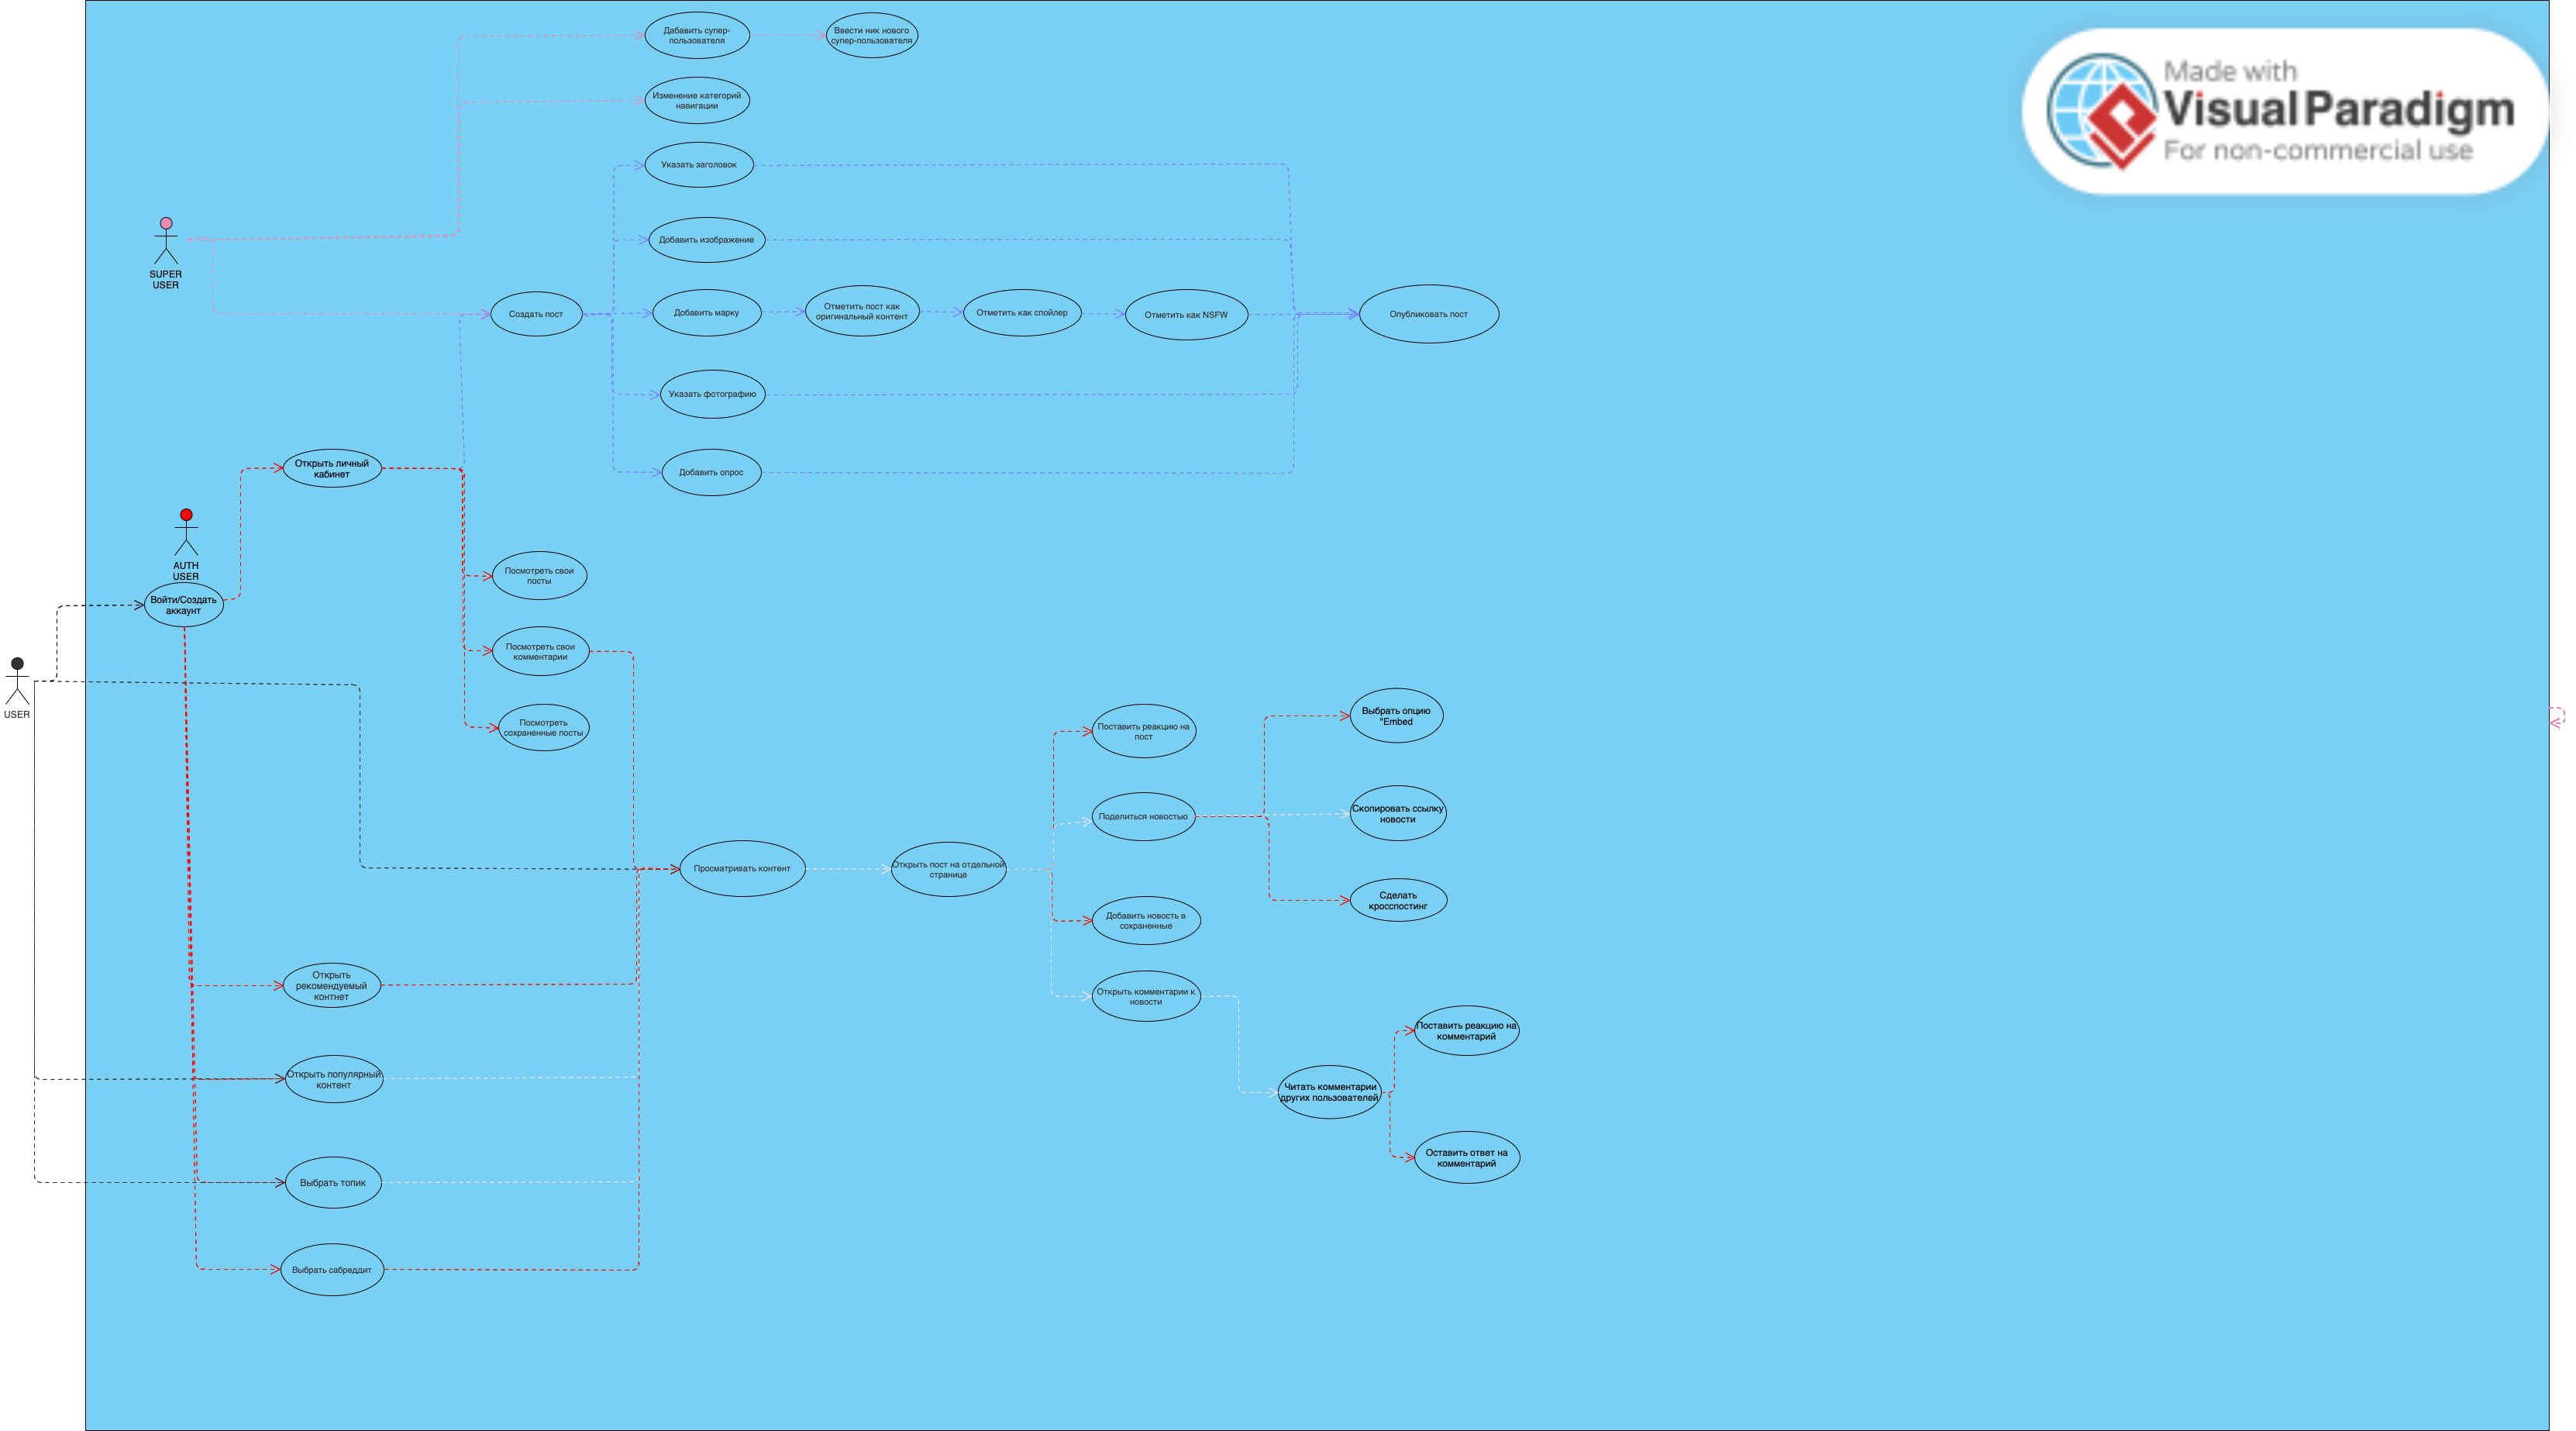 Дабавить супер-
пользователя
Ввести ник нового
супер-пользователя
Made with
Visual Paradigm
For non-commercial use
Изменение категорий
навигации
Указать заголовок
Добавить изображение
SUPER
USER
Создать пост
Добавить марку
Отметить пост как
оригинальный контент
Отметить как спойлер
Отметить как NSFW
Опубликовать пост
Указать фотографию
Открыть личный
кабинет
Добавить опрос
AUTH
USER
Войти/Создать
аккаунт
Посмотреть свои
посты
Посмотреть свои
комментарии
USER
Посмотреть
сохраненные посты
Поставить реакцию на
пост
Выбрать опцию
"Embed
Поделиться новостью
Скопировать ссылку
новости
Просматривать контент
Открыть пост на отдельной
странице
Добавить новость в
сохраненные
Сделать
кросспостинг
Открыть
рекомендуемый
контнет
Открыть комментарии к
новости
Поставить реакцию на
комментарий
Открыть популярный
контент
Читать комментарии
других пользователей
Оставить ответ на
комментарий
Выбрать топик
Выбрать сабреддит